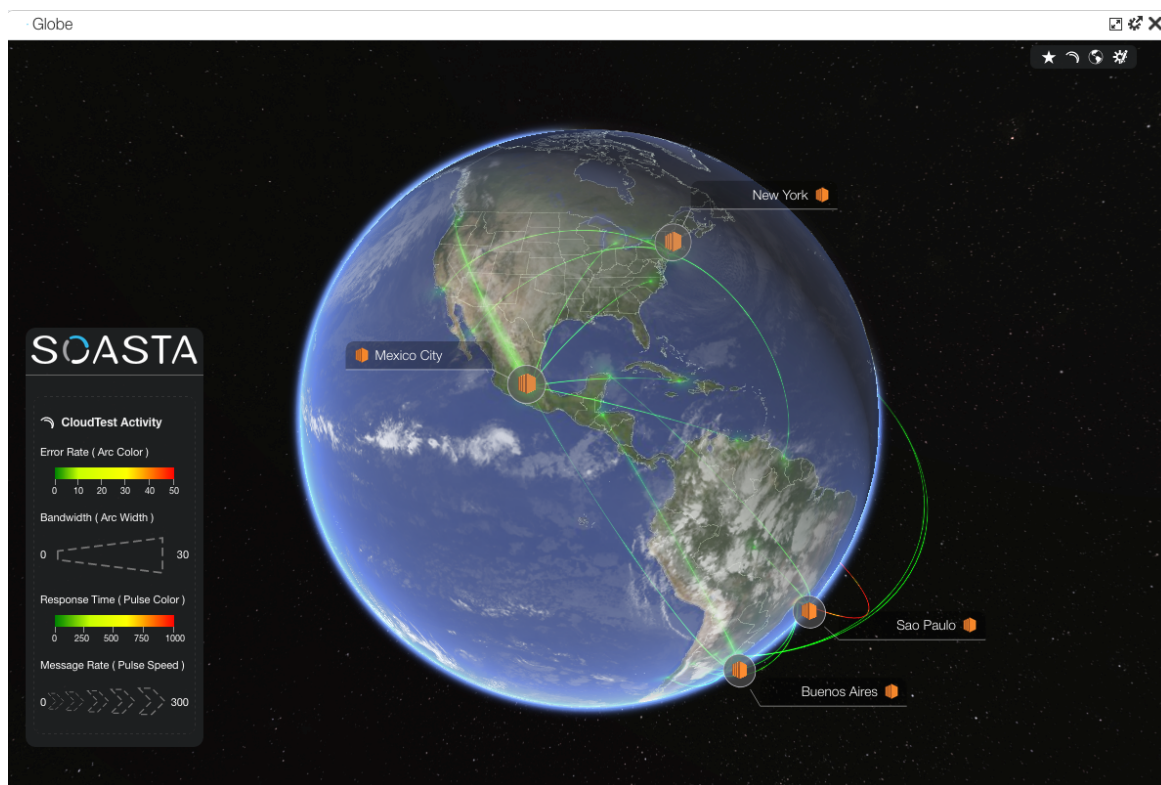 Globe
New York
Mexico City
SOASTA
CloudTest Activity
Error Rate ( Arc Color )
0 10 20 30 40 50
Bandwidth ( Arc Width )
0 30
Response Time ( Pulse Color )
0 250 500 750 1000
Message Rate ( Pulse Speed )
0 300
Sao Paulo
Buenos Aires